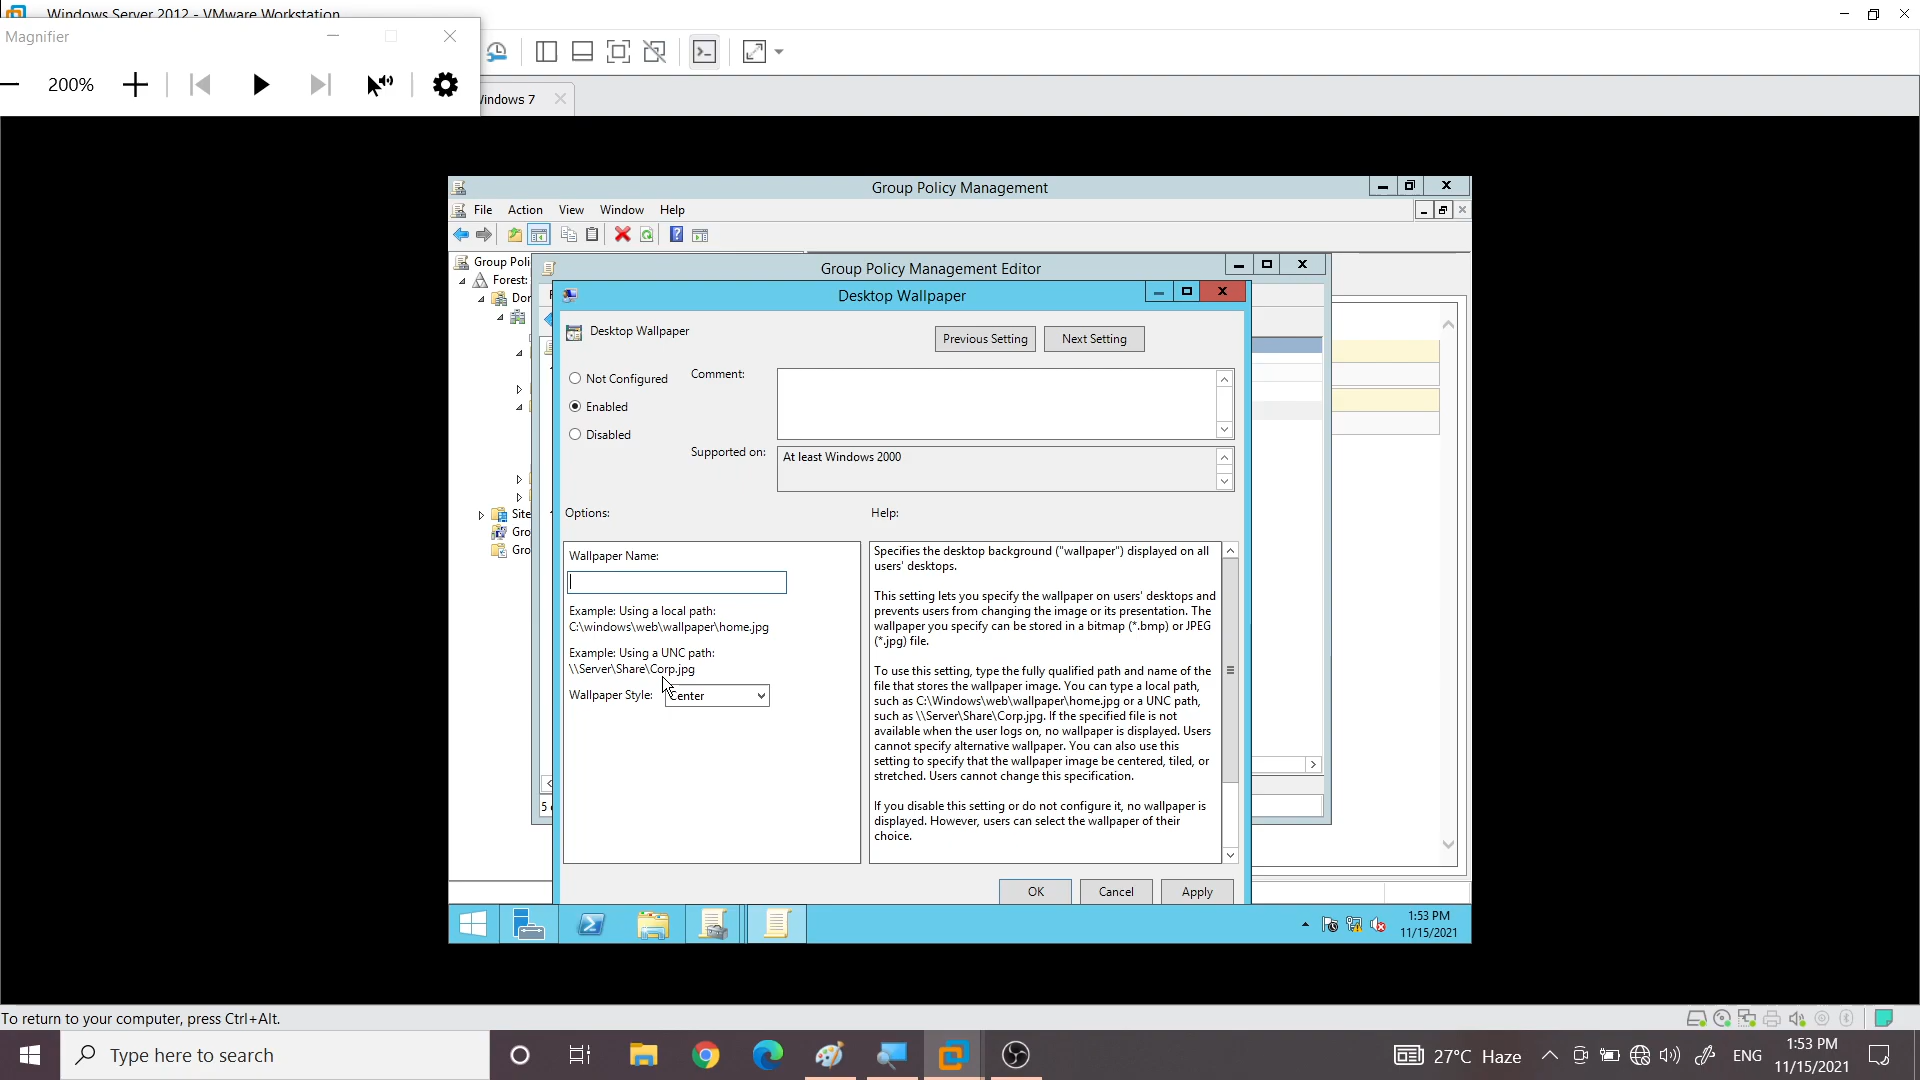 Windows Server 2012 - VMware Workstation
Magnifier
200%
Windows 7
Group Policy Management
File Action View Window Help
Group Poli
Forest:
Dor
Site
Gro
Gro
Group Policy Management Editor
Desktop Wallpaper
Desktop Wallpaper
Previous Setting
Next Setting
Not Configured
Enabled
Disabled
Comment:
Supported on:
At least Windows 2000
Options:
Help:
Wallpaper Name:
Example: Using a local path:
C:\windows\web\wallpaper\home.jpg
Example: Using a UNC path:
\\Server\Share\Corp.jpg
Wallpaper Style: Center
Specifies the desktop background ("wallpaper") displayed on all
users' desktops.
This setting lets you specify the wallpaper on users' desktops and
prevents users from changing the image or its presentation. The
wallpaper you specify can be stored in a bitmap (*.bmp) or JPEG
(*.jpg) file.
To use this setting, type the fully qualified path and name of the
file that stores the wallpaper image. You can type a local path,
such as C:\Windows\web\wallpaper\home.jpg or a UNC path,
such as \\Server\Share\Corp.jpg. If the specified file is not
available when the user logs on, no wallpaper is displayed. Users
cannot specify alternative wallpaper. You can also use this
setting to specify that the wallpaper image be centered, tiled, or
stretched. Users cannot change this specification.
If you disable this setting or do not configure it, no wallpaper is
displayed. However, users can select the wallpaper of their
choice.
5
OK
Cancel
Apply
1:53 PM
11/15/2021
To return to your computer, press Ctrl+Alt.
Type here to search
27°C Haze
ENG
1:53 PM
11/15/2021